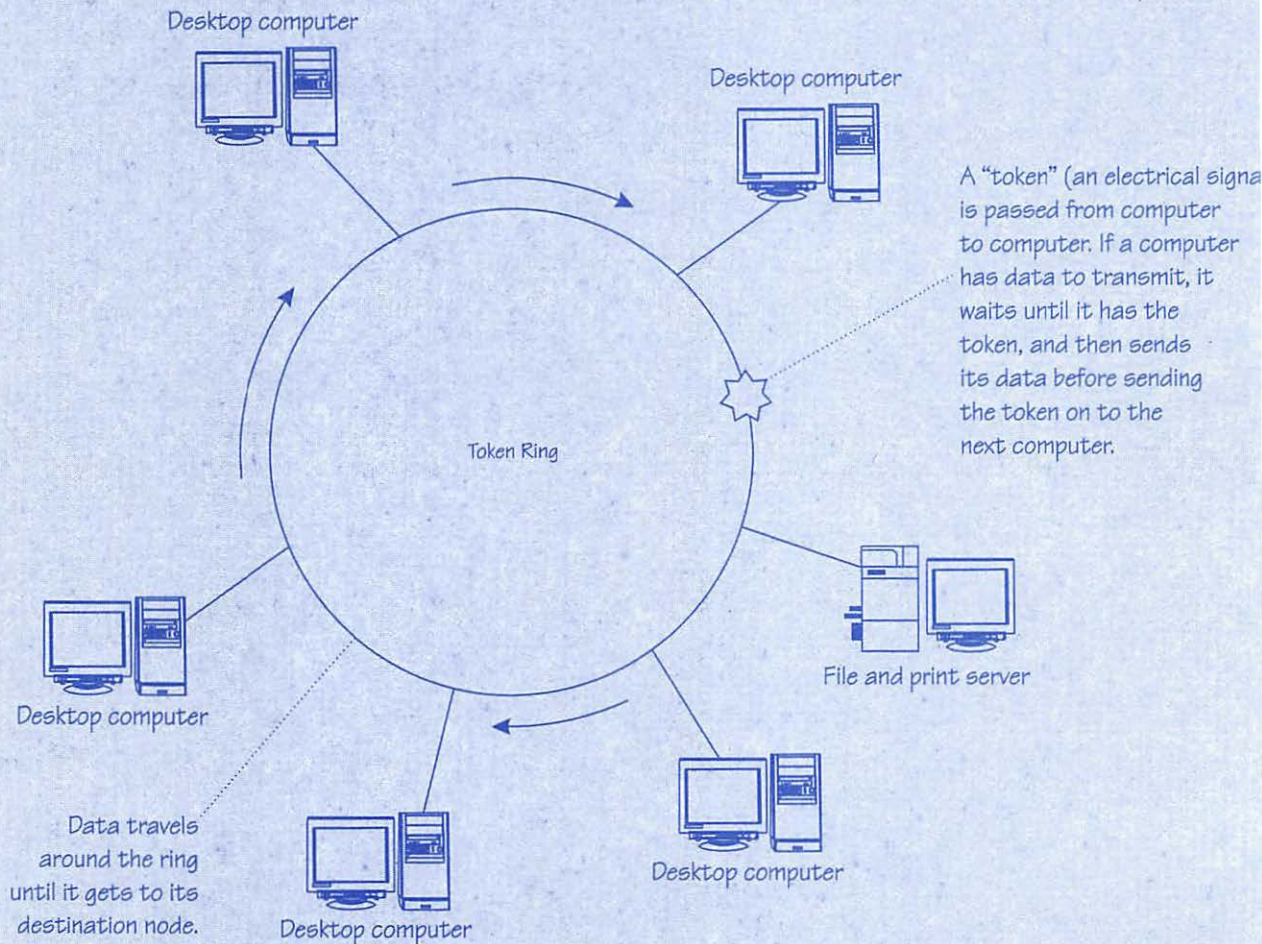 Desktop computer
Desktop computer
A “token” (an electrical signa
is passed from computer
to computer. If a computer
has data to transmit, it
waits until it has the
token, and then sends
its data before sending
the token on to the
next computer.
Token Ring
File and print server
Desktop computer
Desktop computer
Data travels
around the ring
until it gets to its
destination node.
Desktop computer